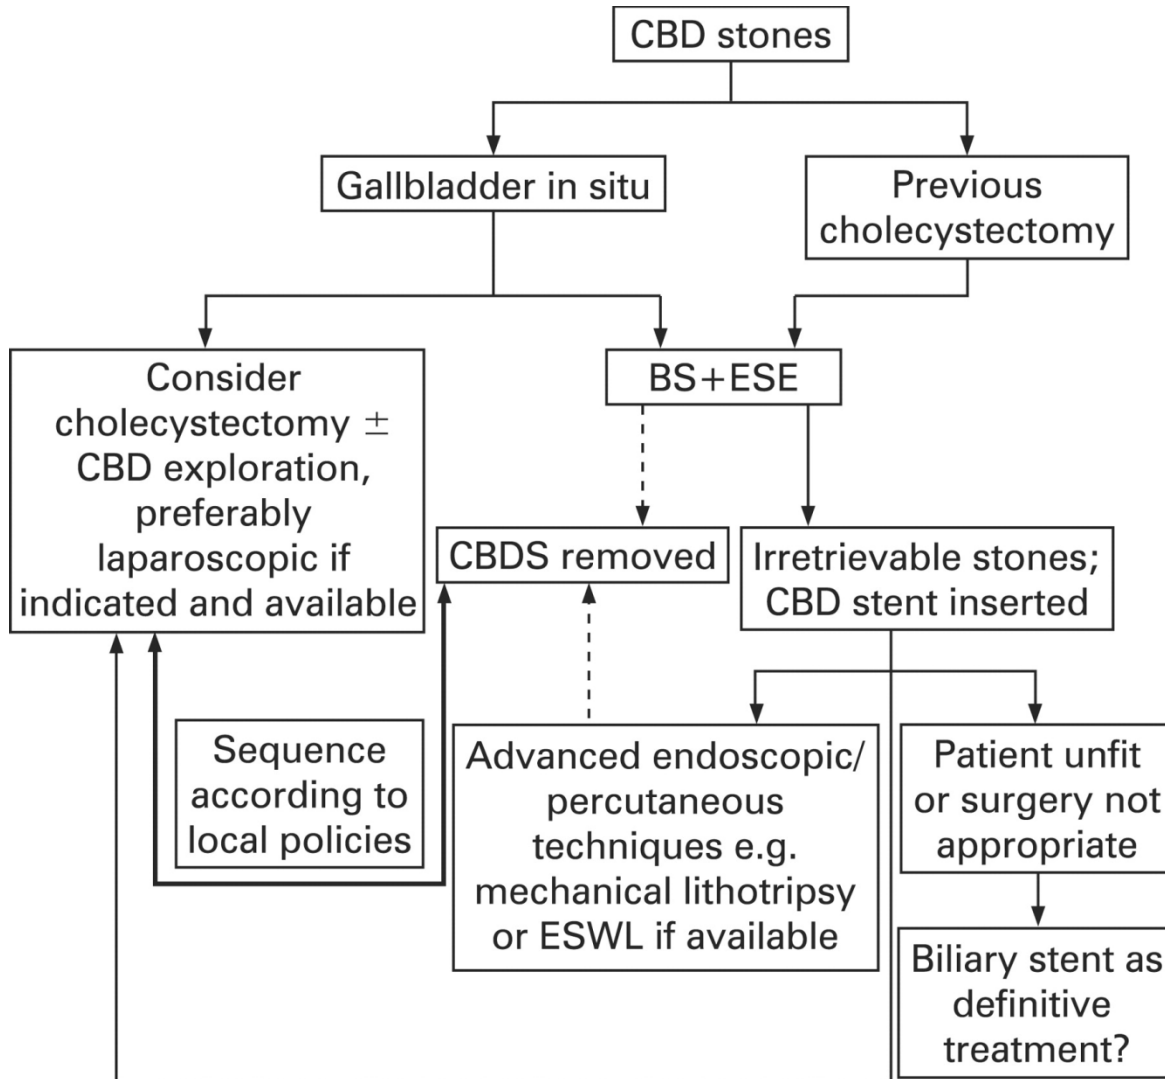 CBD stones
Gallbladder in situ
Previous
cholecystectomy
Consider
cholecystectomy ±
CBD exploration,
preferably
laparoscopic if
indicated and available
BS+ESE
CBDS removed
Irretrievable stones;
CBD stent inserted
Sequence
according to
local policies
Advanced endoscopic/
percutaneous
techniques e.g.
mechanical lithotripsy
or ESWL if available
Patient unfit
or surgery not
appropriate
Biliary stent as
definitive
treatment?